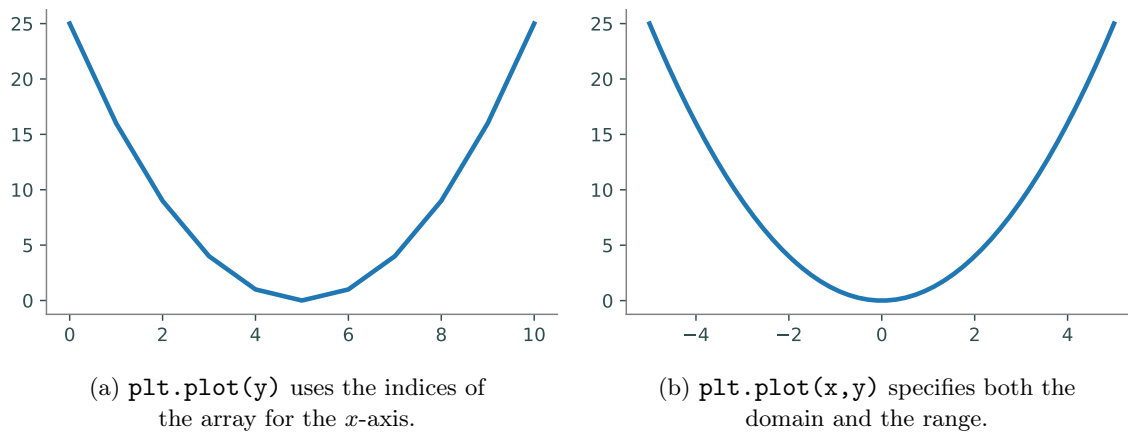 25
20
15
10
5
0
0 2 4 6 8 10
(a) plt.plot(y) uses the indices of
the array for the x-axis.
25
20
15
10
5
0
−4 −2 0 2 4
(b) plt.plot(x,y) specifies both the
domain and the range.